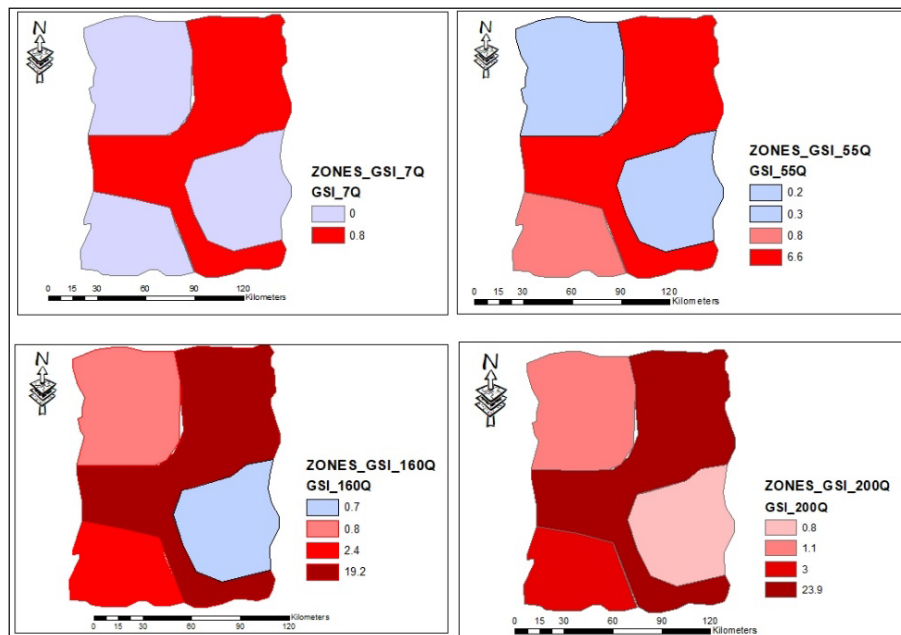 N
ZONES_GSI_7Q
GSI_7Q
0
0.8
0 15 30 60 90 120
Kilometers
N
ZONES_GSI_55Q
GSI_55Q
0.2
0.3
0.8
6.6
0 15 30 60 90 120
Kilometers
N
ZONES_GSI_160Q
GSI_160Q
0.7
0.8
2.4
19.2
0 15 30 60 90 120
Kilometers
N
ZONES_GSI_200Q
GSI_200Q
0.8
1.1
3
23.9
0 15 30 60 90 120
Kilometers